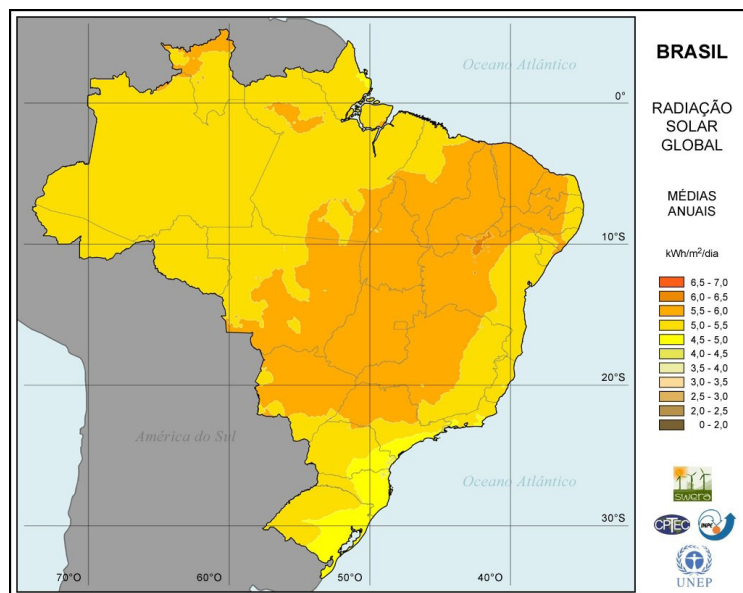 Oceano Atlântico
0°
10°S
20°S
América do Sul
Oceano Atlântico
30°S
70°O
60°O
50°O
40°O
BRASIL
RADIAÇÃO
SOLAR
GLOBAL
MÉDIAS
ANUAIS
kWh/m²/dia
6,5 - 7,0
6,0 - 6,5
5,5 - 6,0
5,0 - 5,5
4,5 - 5,0
4,0 - 4,5
3,5 - 4,0
3,0 - 3,5
2,5 - 3,0
2,0 - 2,5
0 - 2,0
swera
CPTEC
INPE
UNEP